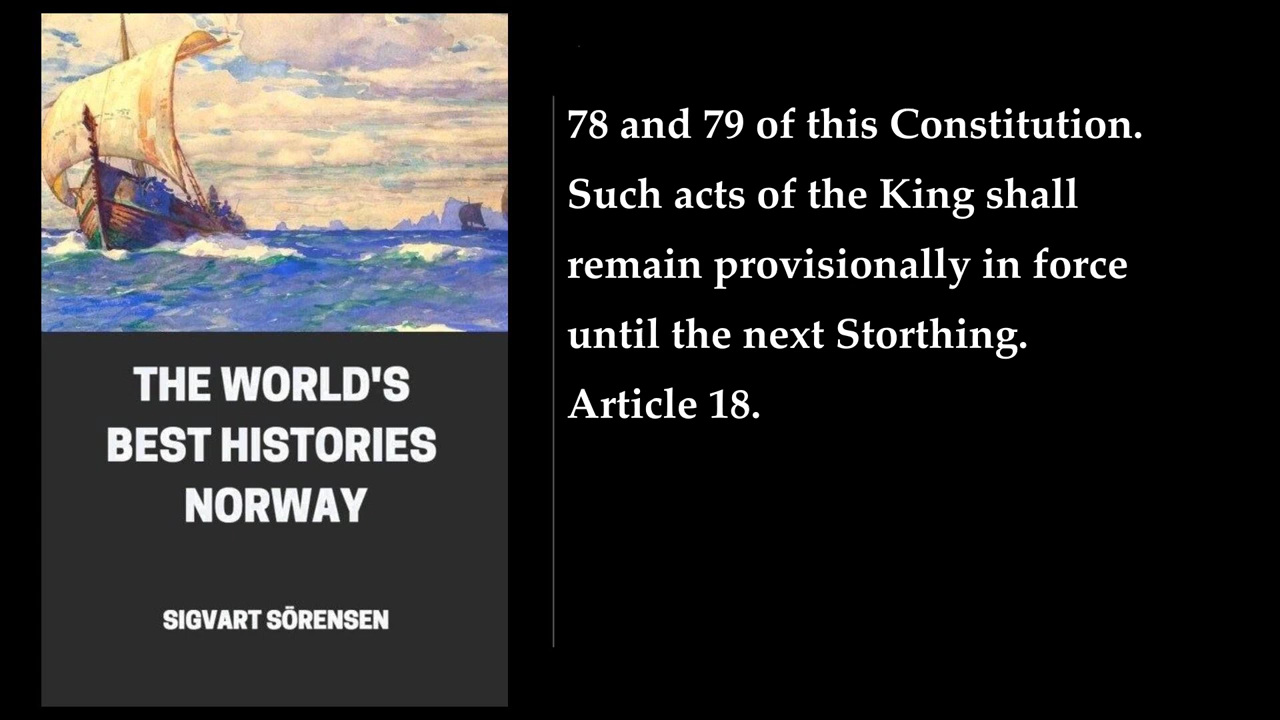 THE WORLD'S
BEST HISTORIES
NORWAY
SIGVART SÖRENSEN
78 and 79 of this Constitution.
Such acts of the King shall
remain provisionally in force
until the next Storthing.
Article 18.